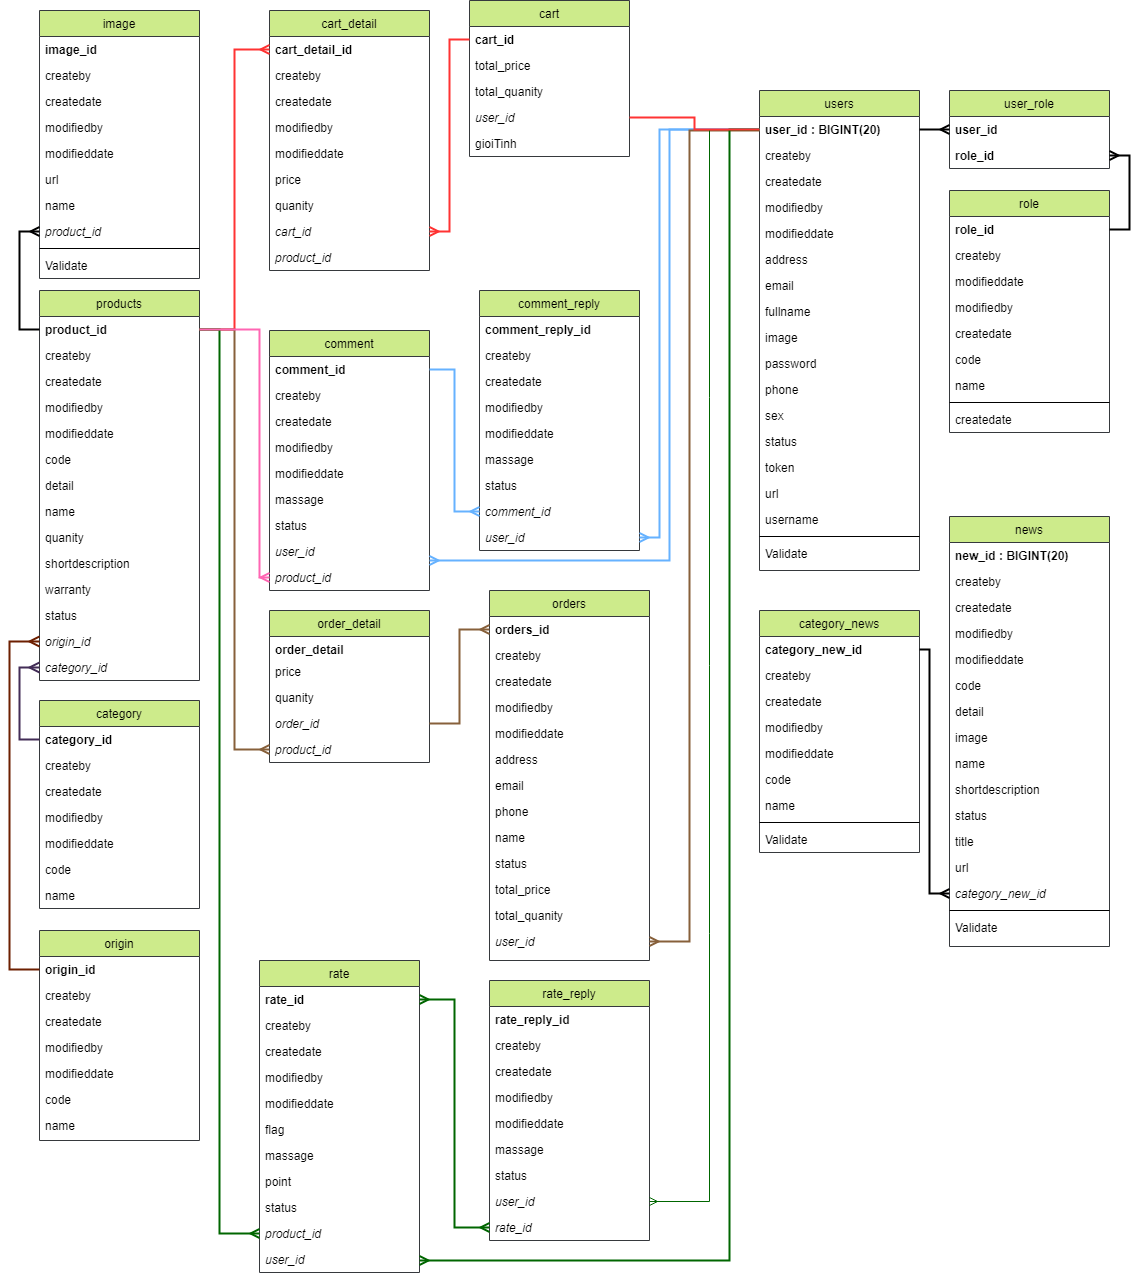 image
image_id
createby
createdate
modifiedby
modifieddate
url
name
product_id
Validate
cart_detail
cart_detail_id
createby
createdate
modifiedby
modifieddate
price
quanity
cart_id
product_id
cart
cart_id
total_price
total_quanity
user_id
gioiTinh
users
user_id : BIGINT(20)
createby
createdate
modifiedby
modifieddate
address
email
fullname
image
password
phone
sex
status
token
url
username
Validate
user_role
user_id
role_id
role
role_id
createby
modifieddate
modifiedby
createdate
code
name
createdate
products
product_id
createby
createdate
modifiedby
modifieddate
code
detail
name
quanity
shortdescription
warranty
status
origin_id
category_id
comment
comment_id
createby
createdate
modifiedby
modifieddate
massage
status
user_id
product_id
comment_reply
comment_reply_id
createby
createdate
modifiedby
modifieddate
massage
status
comment_id
user_id
order_detail
order_detail
price
quanity
order_id
product_id
orders
orders_id
createby
createdate
modifiedby
modifieddate
address
email
phone
name
status
total_price
total_quanity
user_id
category_news
category_new_id
createby
createdate
modifiedby
modifieddate
code
name
Validate
news
new_id : BIGINT(20)
createby
createdate
modifiedby
modifieddate
code
detail
image
name
shortdescription
status
title
url
category_new_id
Validate
category
category_id
createby
createdate
modifiedby
modifieddate
code
name
origin
origin_id
createby
createdate
modifiedby
modifieddate
code
name
rate
rate_id
createby
createdate
modifiedby
modifieddate
flag
massage
point
status
product_id
user_id
rate_reply
rate_reply_id
createby
createdate
modifiedby
modifieddate
massage
status
user_id
rate_id